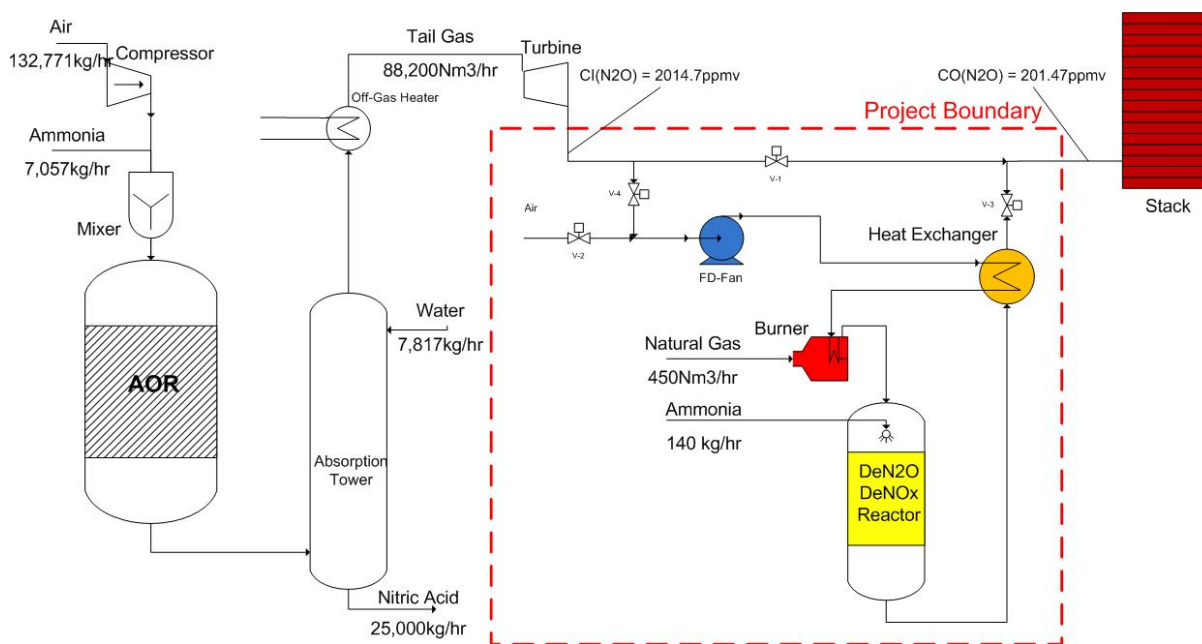 Air
132,771kg/hr
Compressor
Ammonia
7,057kg/hr
Mixer
AOR
Tail Gas
88,200Nm3/hr
Off-Gas Heater
Turbine
Water
7,817kg/hr
Absorption
Tower
Nitric Acid
25,000kg/hr
CI(N2O) = 2014.7ppmv
CO(N2O) = 201.47ppmv
Project Boundary
Stack
V-1
V-4
Air
V-2
FD-Fan
V-3
Heat Exchanger
Burner
Natural Gas
450Nm3/hr
Ammonia
140 kg/hr
DeN2O
DeNOx
Reactor